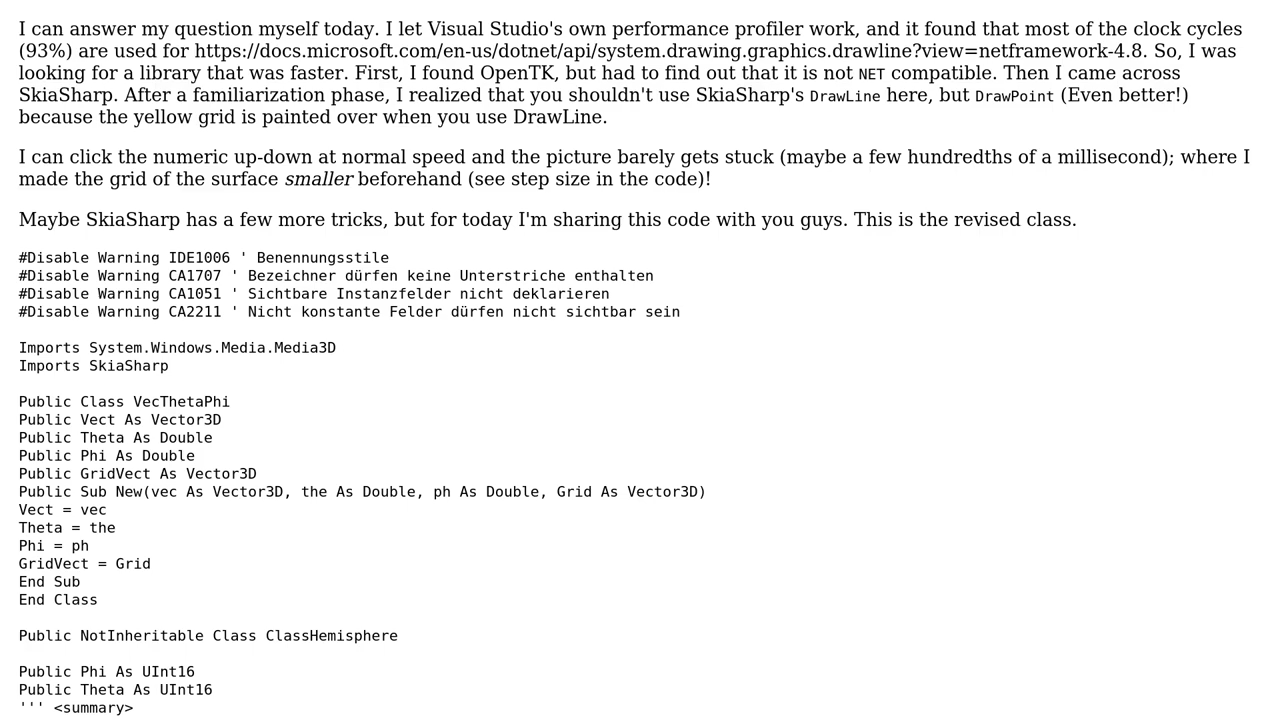 I can answer my question myself today. I let Visual Studio's own performance profiler work, and it found that most of the clock cycles
(93%) are used for https://docs.microsoft.com/en-us/dotnet/api/system.drawing.graphics.drawline?view=netframework-4.8. So, I was
looking for a library that was faster. First, I found OpenTK, but had to find out that it is not NET compatible. Then I came across
SkiaSharp. After a familiarization phase, I realized that you shouldn't use SkiaSharp's DrawLine here, but DrawPoint (Even better!)
because the yellow grid is painted over when you use DrawLine.
I can click the numeric up-down at normal speed and the picture barely gets stuck (maybe a few hundredths of a millisecond); where I
made the grid of the surface smaller beforehand (see step size in the code)!
Maybe SkiaSharp has a few more tricks, but for today I'm sharing this code with you guys. This is the revised class.
#Disable Warning IDE1006 ' Benennungsstile
#Disable Warning CA1707 ' Bezeichner dürfen keine Unterstriche enthalten
#Disable Warning CA1051 ' Sichtbare Instanzfelder nicht deklarieren
#Disable Warning CA2211 ' Nicht konstante Felder dürfen nicht sichtbar sein
Imports System.Windows.Media.Media3D
Imports SkiaSharp
Public Class VecThetaPhi
Public Vect As Vector3D
Public Theta As Double
Public Phi As Double
Public GridVect As Vector3D
Public Sub New(vec As Vector3D, the As Double, ph As Double, Grid As Vector3D)
Vect = vec
Theta = the
Phi = ph
GridVect = Grid
End Sub
End Class
Public NotInheritable Class ClassHemisphere
Public Phi As UInt16
Public Theta As UInt16
''' <summary>